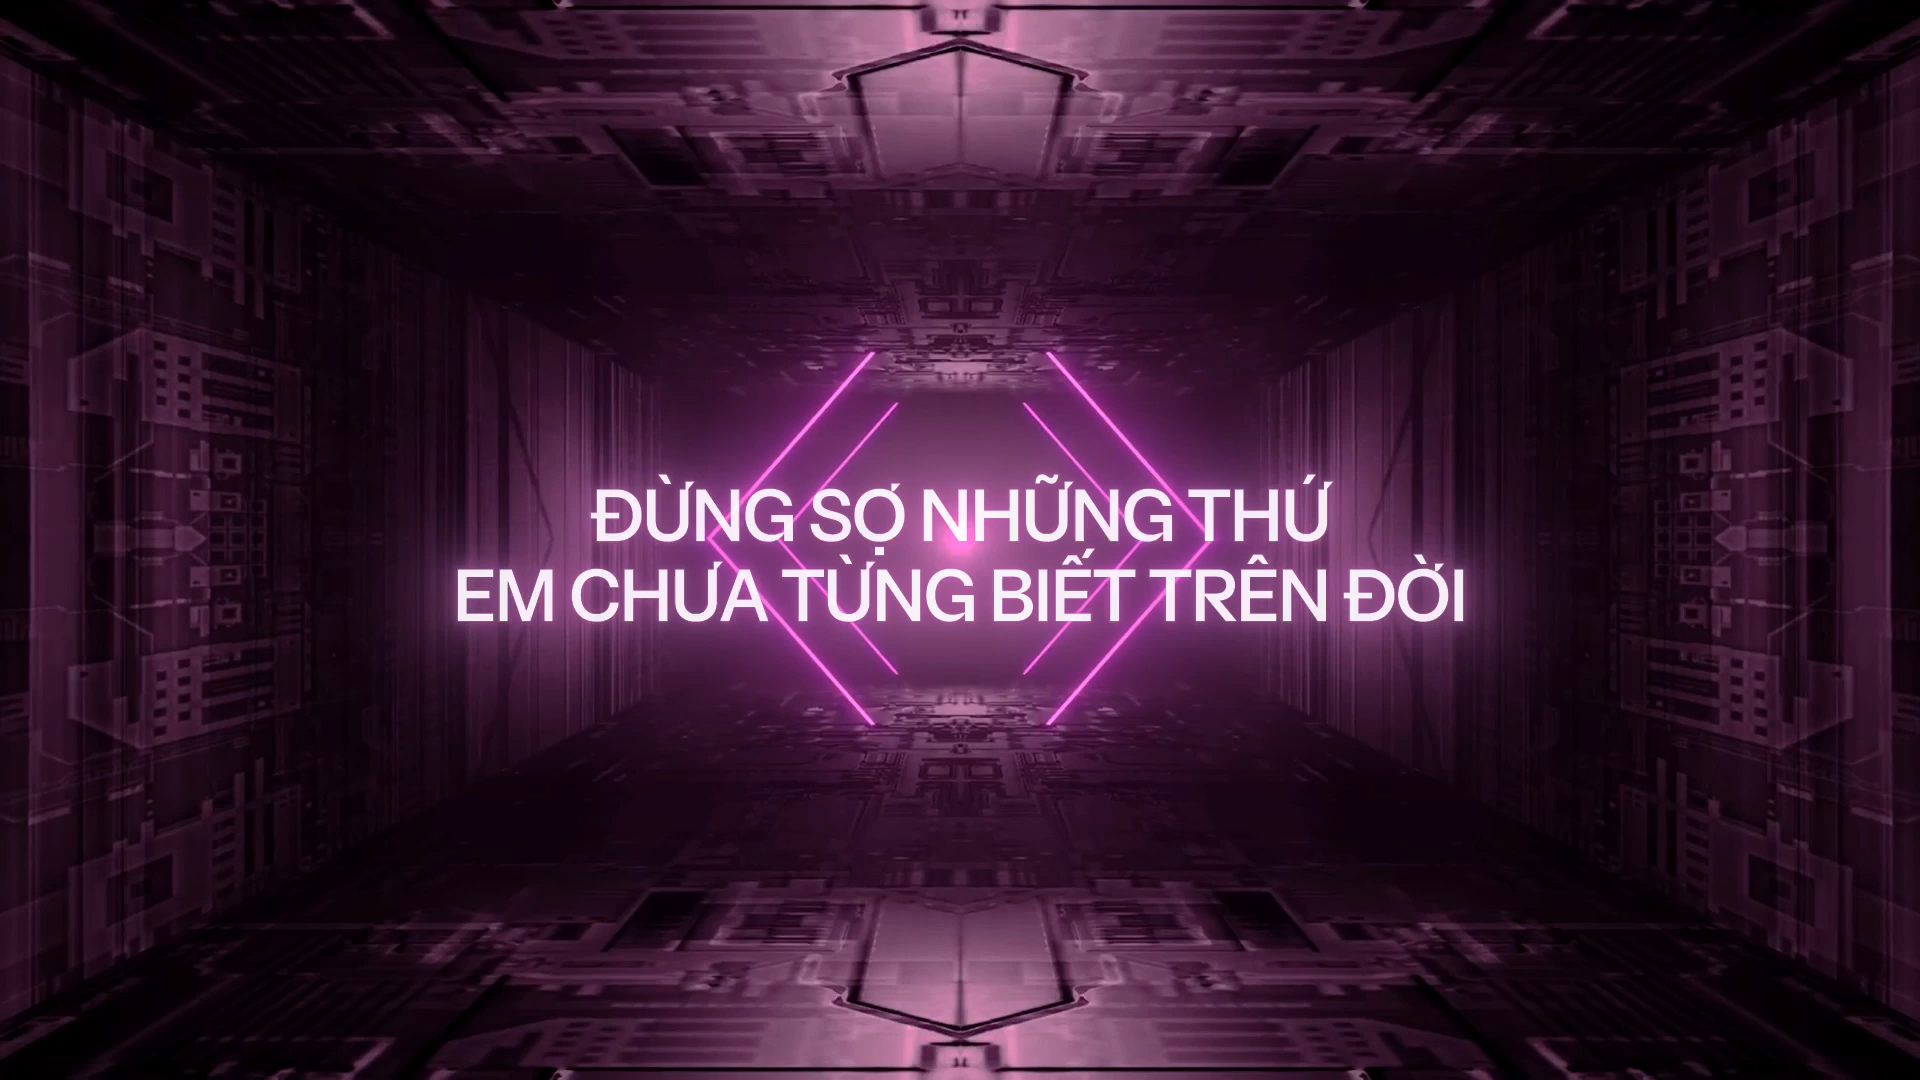 ĐỪNG SỢ NHỮNG THỨ
EM CHƯA TỪNG BIẾT TRÊN ĐỜI